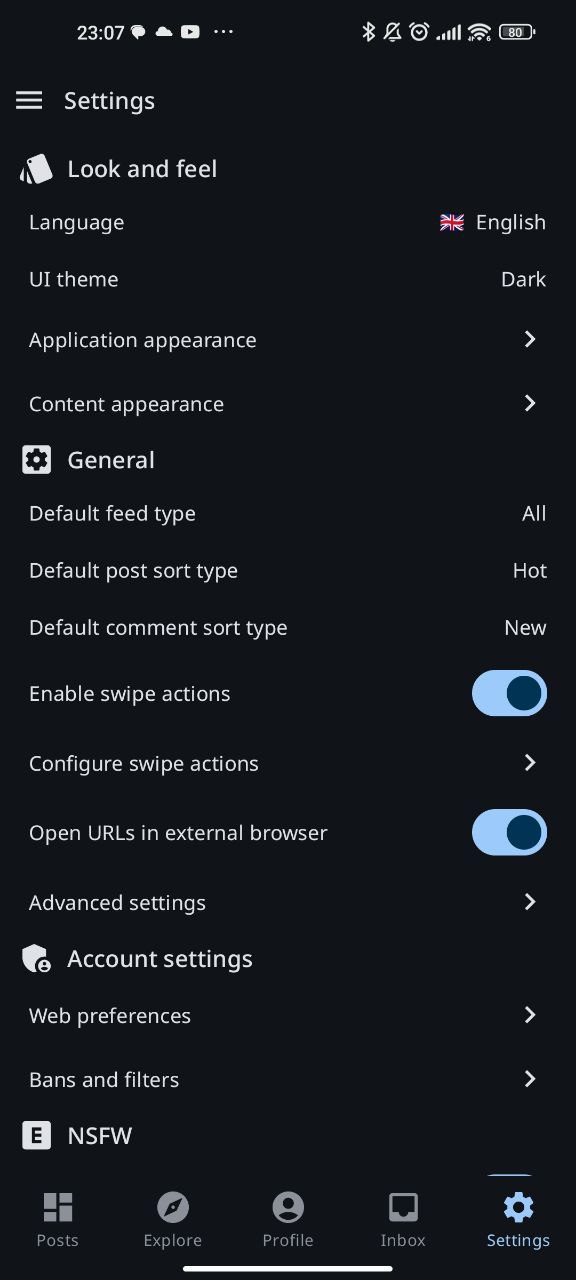 23:07 80
Settings
Look and feel
Language English
UI theme Dark
Application appearance
Content appearance
General
Default feed type All
Default post sort type Hot
Default comment sort type New
Enable swipe actions
Configure swipe actions
Open URLs in external browser
Advanced settings
Account settings
Web preferences
Bans and filters
E NSFW
Posts Explore Profile Inbox Settings